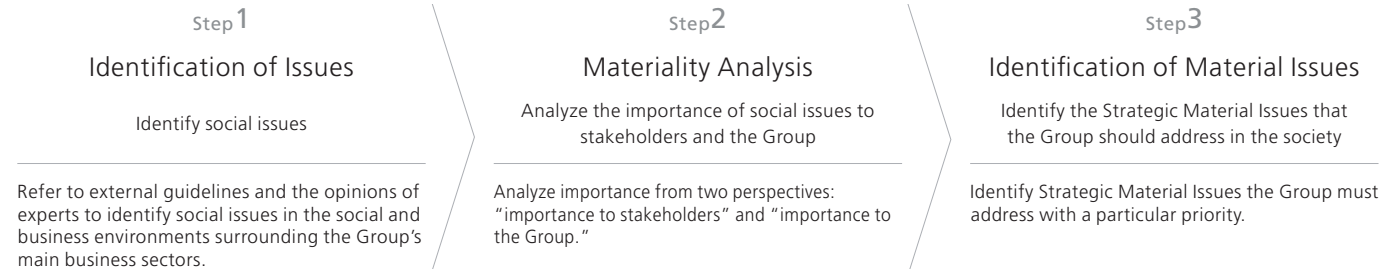 Step1
Identification of Issues
Identify social issues
Refer to external guidelines and the opinions of
experts to identify social issues in the social and
business environments surrounding the Group's
main business sectors.
Step2
Materiality Analysis
Analyze the importance of social issues to
stakeholders and the Group
Analyze importance from two perspectives:
“importance to stakeholders” and “importance to
the Group.”
Step3
Identification of Material Issues
Identify the Strategic Material Issues that
the Group should address in the society
Identify Strategic Material Issues the Group must
address with a particular priority.